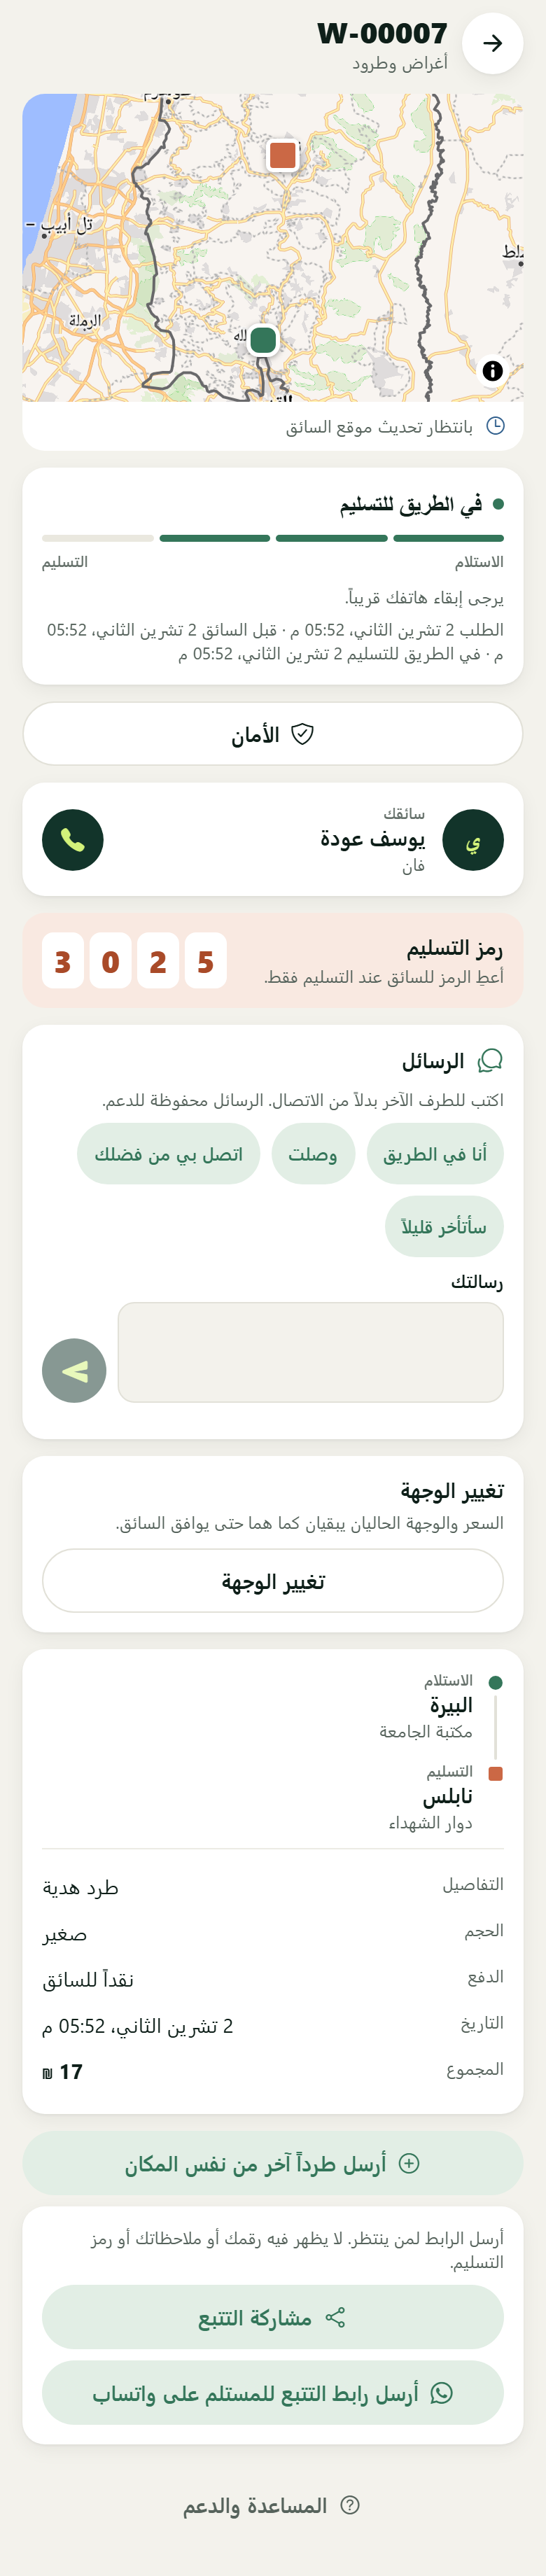 W-00007
أغراض وطرود
تل أبيب –
الرملة
بانتظار تحديث موقع السائق
في الطريق للتسليم
الاستلام
التسليم
يرجى إبقاء هاتفك قريباً.
الطلب 2 تشرين الثاني، 05:52 م · قبل السائق 2 تشرين الثاني، 05:52
م · في الطريق للتسليم 2 تشرين الثاني، 05:52 م
الأمان
ي
سائقك
يوسف عودة
فان
رمز التسليم
أعطِ الرمز للسائق عند التسليم فقط.
3 0 2 5
الرسائل
اكتب للطرف الآخر بدلاً من الاتصال. الرسائل محفوظة للدعم.
أنا في الطريق
وصلت
اتصل بي من فضلك
سأتأخر قليلاً
رسالتك
تغيير الوجهة
السعر والوجهة الحاليان يبقيان كما هما حتى يوافق السائق.
تغيير الوجهة
الاستلام
البيرة
مكتبة الجامعة
التسليم
نابلس
دوار الشهداء
التفاصيل
طرد هدية
الحجم
صغير
الدفع
نقداً للسائق
التاريخ
2 تشرين الثاني، 05:52 م
المجموع
17 ₪
أرسل طرداً آخر من نفس المكان
أرسل الرابط لمن ينتظر. لا يظهر فيه رقمك أو ملاحظاتك أو رمز
التسليم.
مشاركة التتبع
أرسل رابط التتبع للمستلم على واتساب
المساعدة والدعم